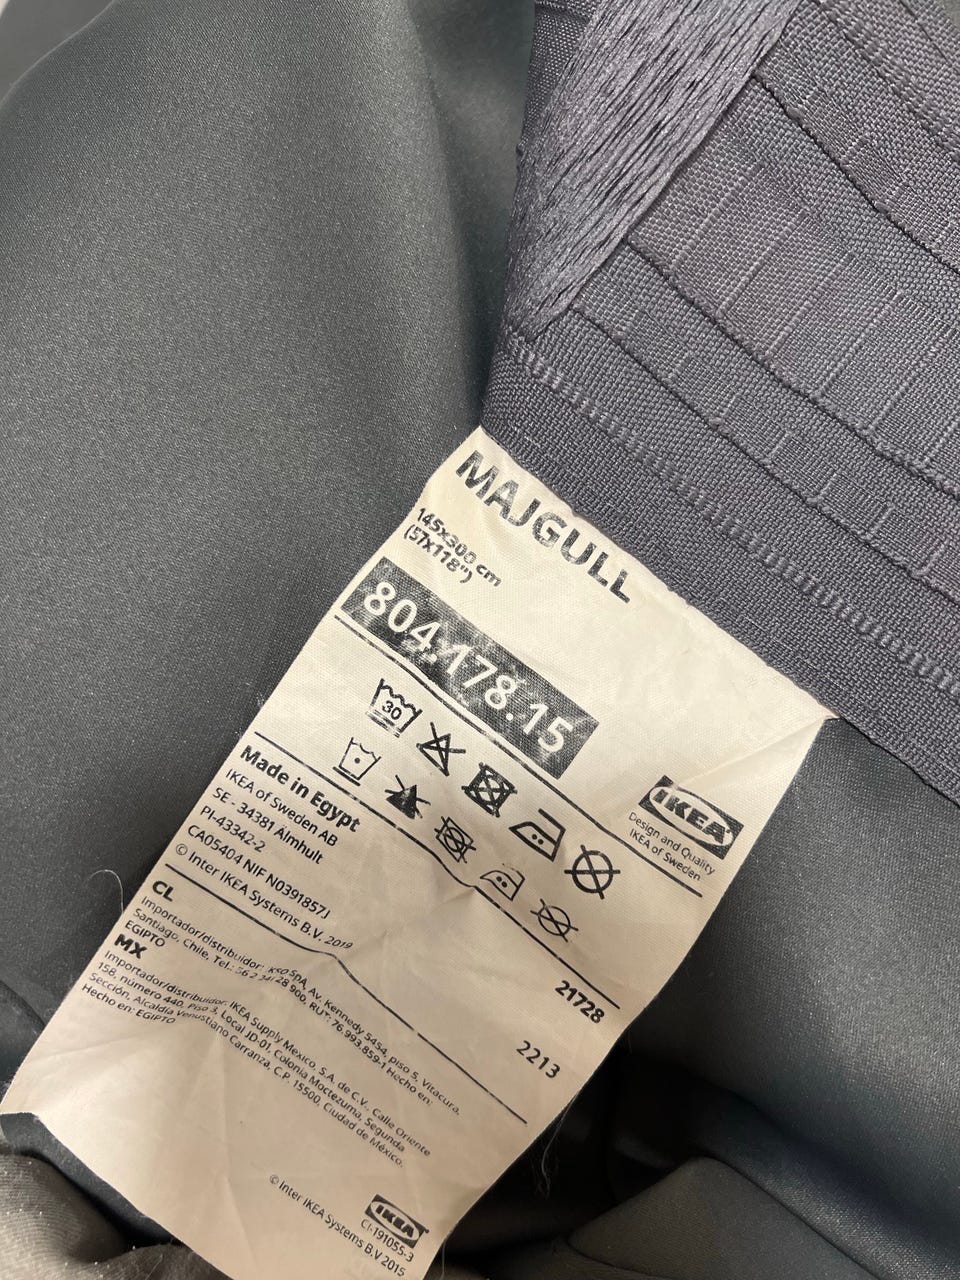 MAJGULL
145x300 cm
(57x118")
804.178.15
30
IKEA
Design and Quality
IKEA of Sweden
Made in Egypt
IKEA of Sweden AB
SE - 34381 Älmhult
PI-43342-2
CA05404 NIF N0391857J
© Inter IKEA Systems B.V. 2019
21728
2213
CL
Importador/distribuidor: SpA, Av. Kennedy 5454, piso 5, Vitacura,
Santiago, Chile, Tel.: 28 900, RUT: 76.993.859-1 Hecho en:
EGIPTO
MX
Importador/distribuidor: IKEA Supply Mexico, S.A. de C.V., Calle Oriente
158, número 440, Piso 3, Local JD-01, Colonia Moctezuma, Segunda
Sección, Alcaldía Venustiano Carranza, C.P. 15500, Ciudad de México.
Hecho en: EGIPTO
IKEA
CI-191055-3
© Inter IKEA Systems B.V 2015